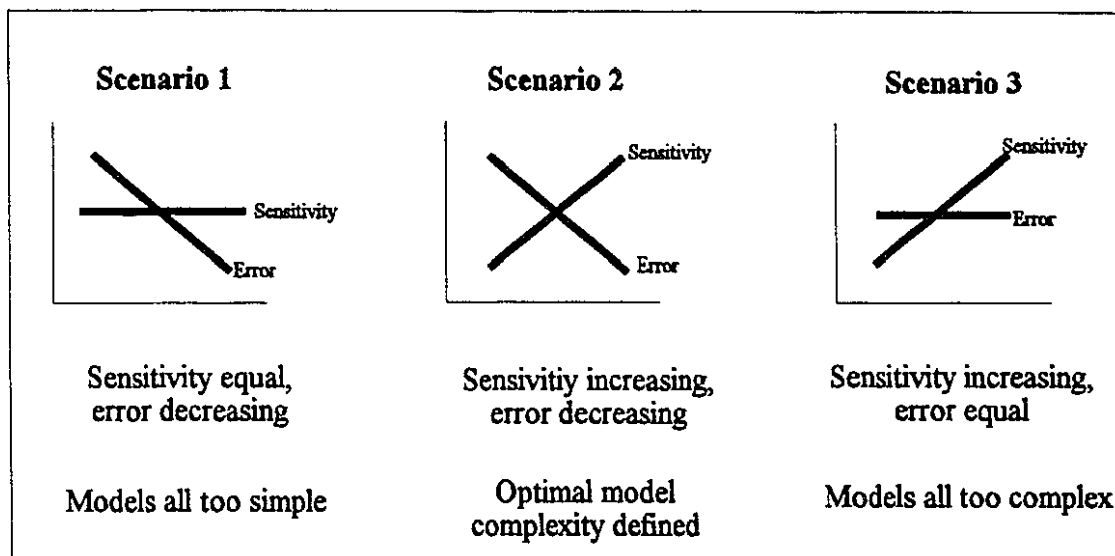 Scenario 1
Sensitivity
Error
Sensitivity equal,
error decreasing
Models all too simple
Scenario 2
Sensitivity
Error
Sensivitiy increasing,
error decreasing
Optimal model
complexity defined
Scenario 3
Sensitivity
Error
Sensitivity increasing,
error equal
Models all too complex